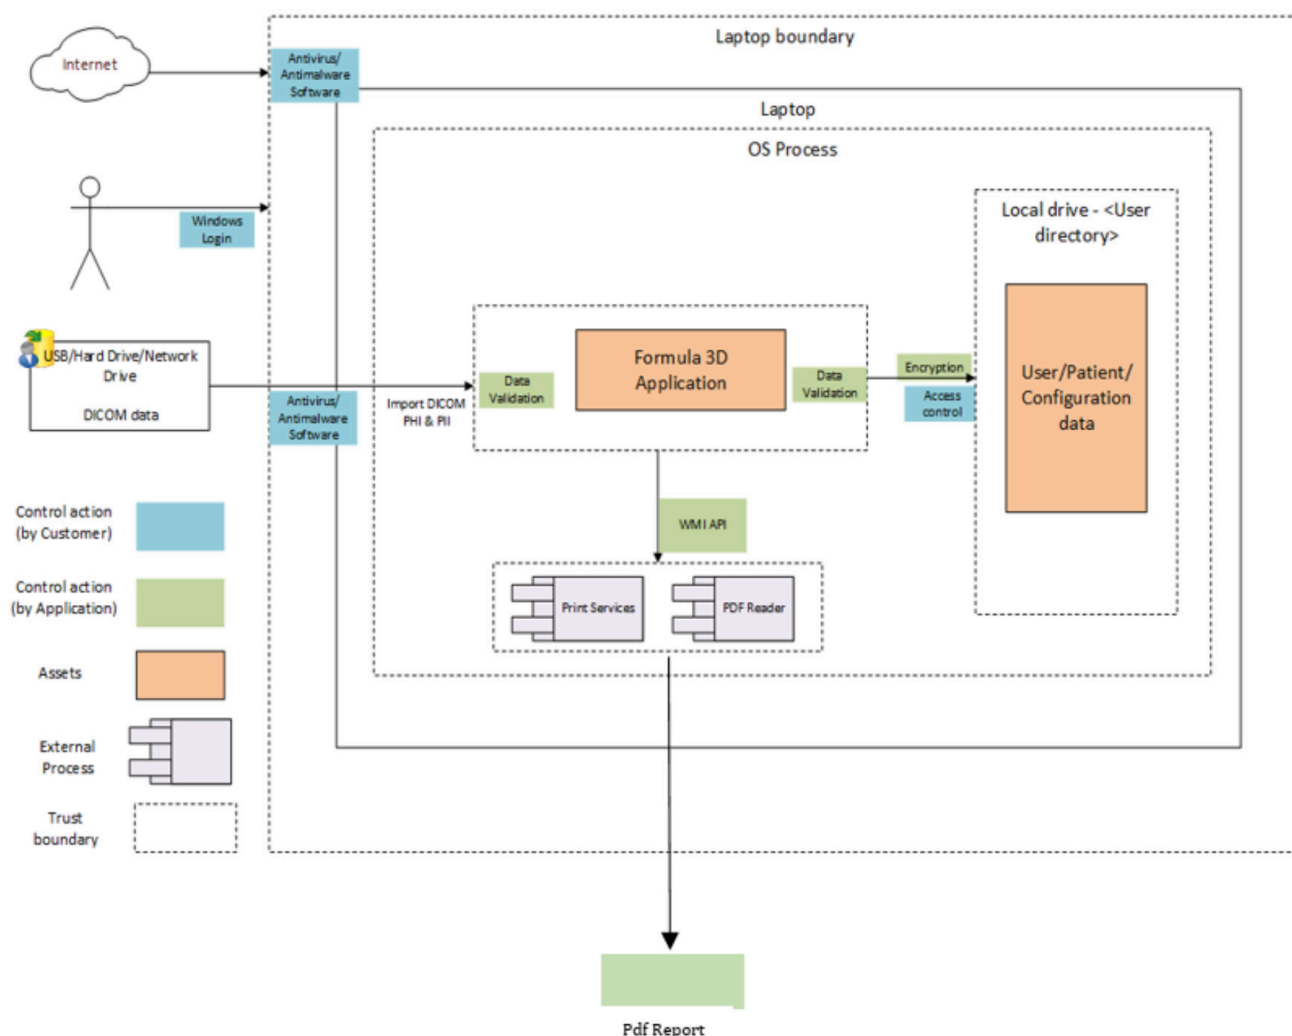 Laptop boundary
Internet
Antivirus/
Antimalware
Software
Laptop
OS Process
Windows
Login
Local drive - <User
directory>
USB/Hard Drive/Network
Drive
DICOM data
Antivirus/
Antimalware
Software
Import DICOM
PHI & PII
Data
Validation
Formula 3D
Application
Data
Validation
Encryption
Access
control
User/Patient/
Configuration
data
WMI API
Print Services
PDF Reader
Control action
(by Customer)
Control action
(by Application)
Assets
External
Process
Trust
boundary
Pdf Report